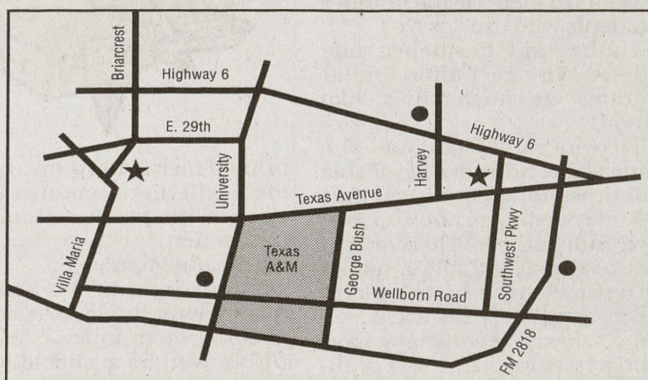 Briarcrest
Highway 6
E. 29th
Highway 6
University
Harvey
Texas Avenue
Texas
A&M
George Bush
Southwest Pkwy
Villa Maria
Wellborn Road
FM 2818